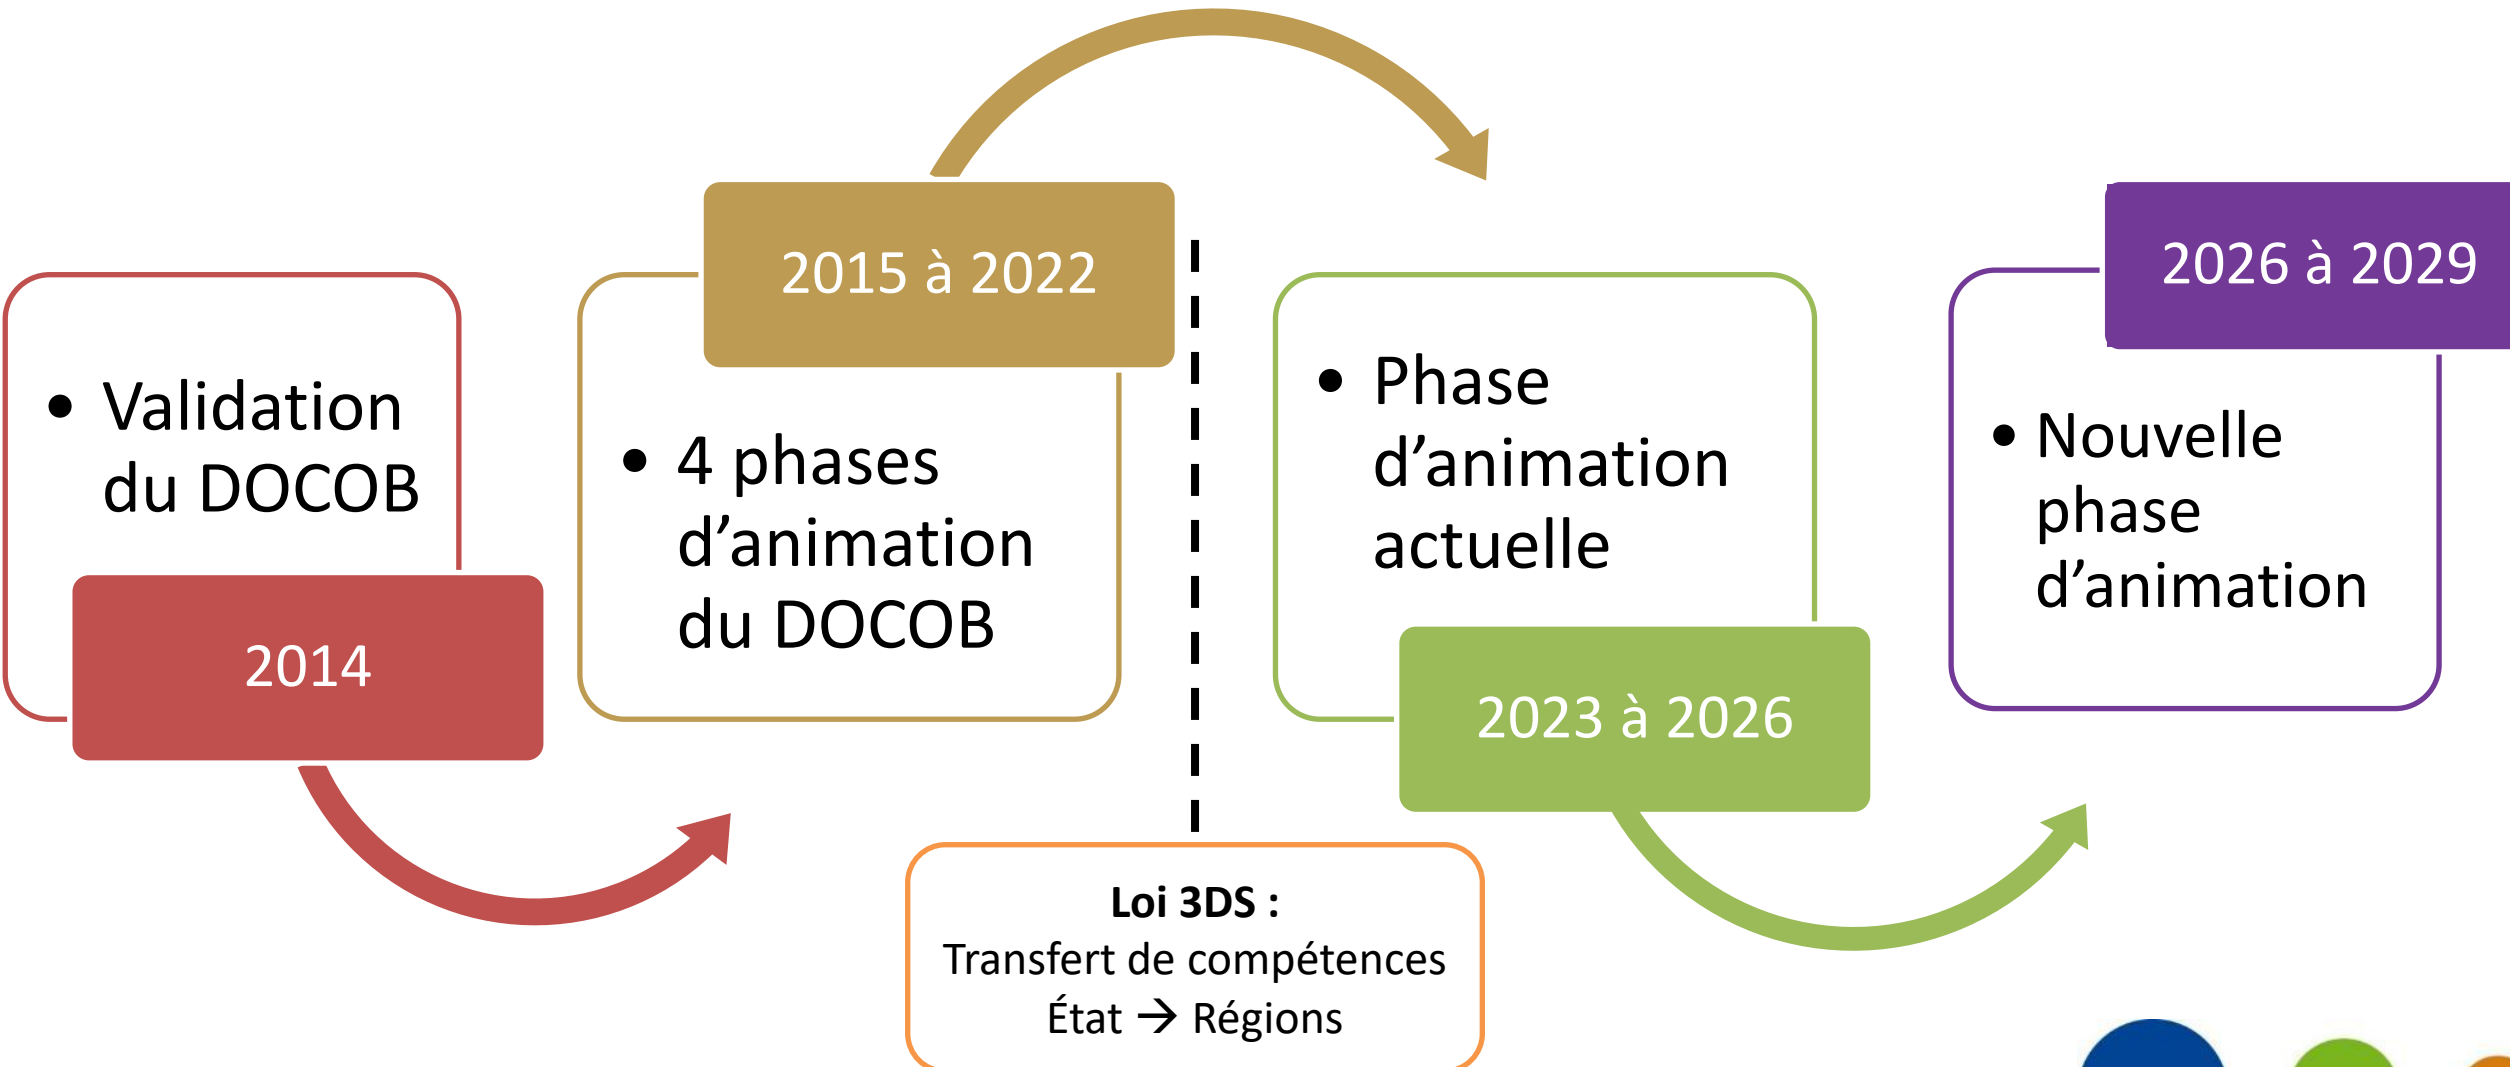 • Validation
du DOCOB
2014
2015 à 2022
• 4 phases
d’animation
du DOCOB
• Phase
d’animation
actuelle
2023 à 2026
2026 à 2029
• Nouvelle
phase
d’animation
Loi 3DS :
Transfert de compétences
État → Régions